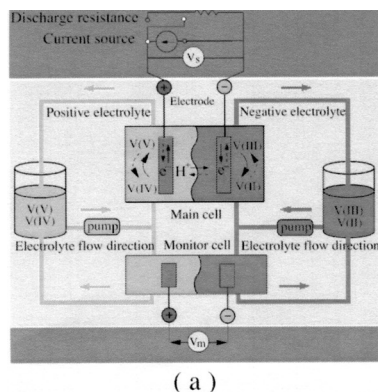 Discharge resistance
Current source
Vs
+
−
Electrode
Positive electrolyte
Negative electrolyte
V(V)
V(IV)
e⁻
H⁺
e⁻
V(III)
V(II)
Main cell
V(V)
V(IV)
V(III)
V(II)
pump
pump
Electrolyte flow direction
Electrolyte flow direction
Monitor cell
+
−
Vm
( a )